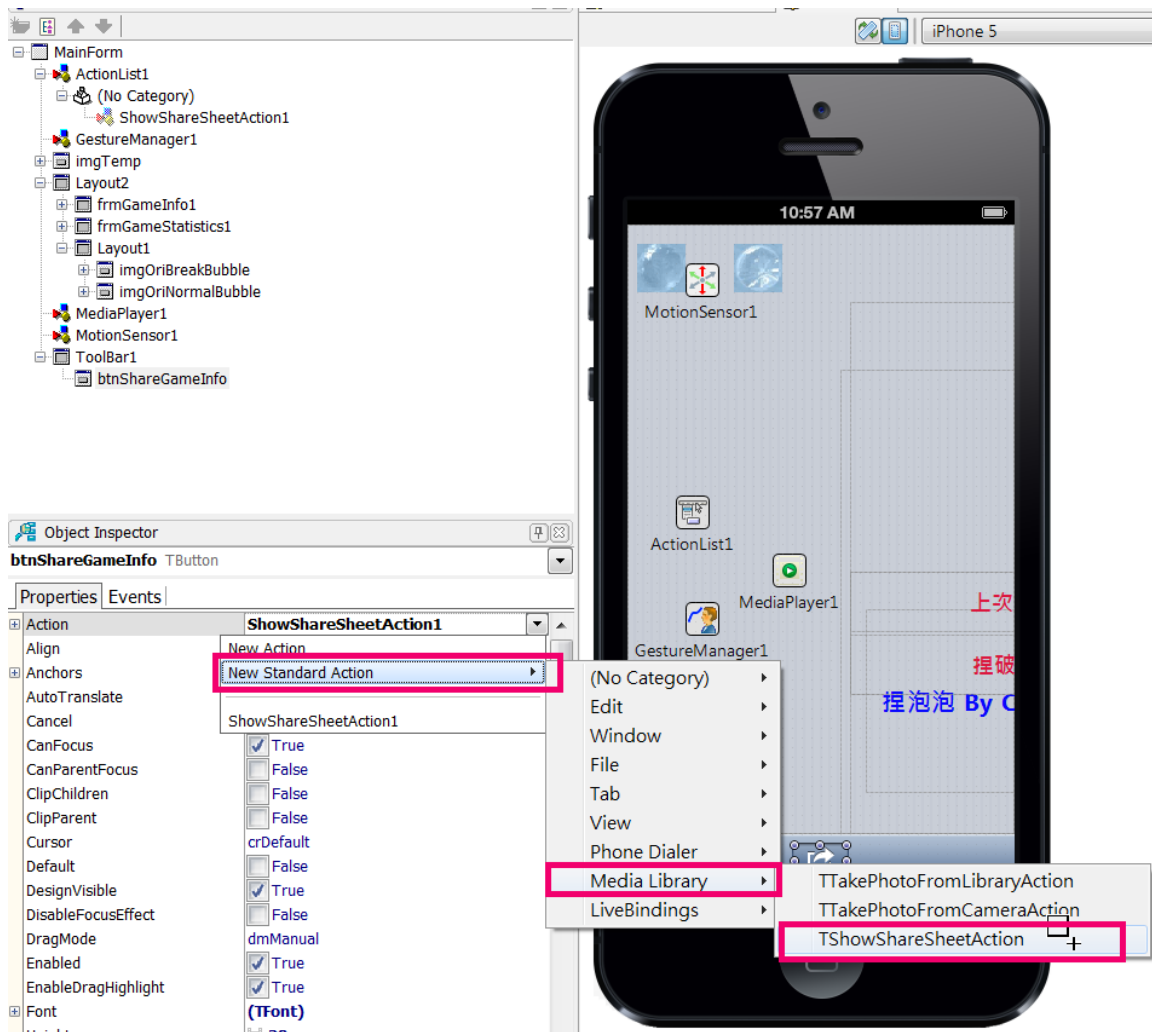 iPhone 5
MainForm
ActionList1
(No Category)
ShowShareSheetAction1
GestureManager1
imgTemp
Layout2
frmGameInfo1
frmGameStatistics1
Layout1
imgOriBreakBubble
imgOriNormalBubble
MediaPlayer1
MotionSensor1
ToolBar1
btnShareGameInfo
Object Inspector
btnShareGameInfo TButton
Properties Events
Action ShowShareSheetAction1
Align
Anchors
AutoTranslate
Cancel
CanFocus True
CanParentFocus False
ClipChildren False
ClipParent False
Cursor crDefault
Default False
DesignVisible True
DisableFocusEffect False
DragMode dmManual
Enabled True
EnableDragHighlight True
Font (TFont)
New Action
New Standard Action
ShowShareSheetAction1
(No Category)
Edit
Window
File
Tab
View
Phone Dialer
Media Library
LiveBindings
TTakePhotoFromLibraryAction
TTakePhotoFromCameraAction
TShowShareSheetAction
10:57 AM
MotionSensor1
ActionList1
MediaPlayer1
GestureManager1
上次
捏破
捏泡泡 By C